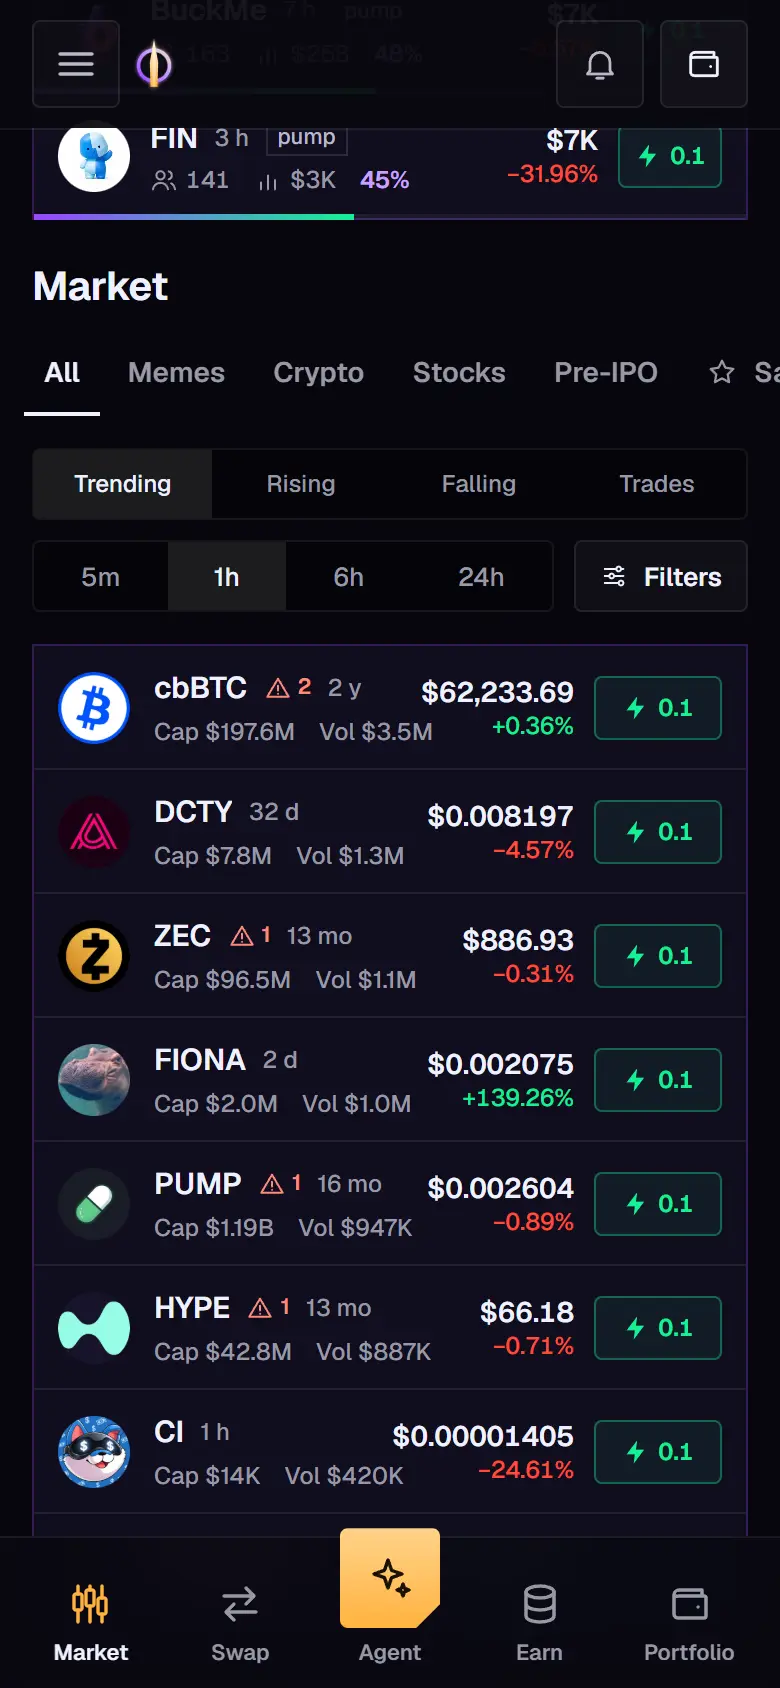 BuckMe 7 h pump $7K
163 $263 48%
FIN 3 h pump $7K 0.1
141 $3K 45% −31.96%
Market
All Memes Crypto Stocks Pre-IPO
Trending Rising Falling Trades
5m 1h 6h 24h Filters
cbBTC 2 2 y $62,233.69 0.1
Cap $197.6M Vol $3.5M +0.36%
DCTY 32 d $0.008197 0.1
Cap $7.8M Vol $1.3M −4.57%
ZEC 1 13 mo $886.93 0.1
Cap $96.5M Vol $1.1M −0.31%
FIONA 2 d $0.002075 0.1
Cap $2.0M Vol $1.0M +139.26%
PUMP 1 16 mo $0.002604 0.1
Cap $1.19B Vol $947K −0.89%
HYPE 1 13 mo $66.18 0.1
Cap $42.8M Vol $887K −0.71%
CI 1 h $0.00001405 0.1
Cap $14K Vol $420K −24.61%
Market Swap Agent Earn Portfolio